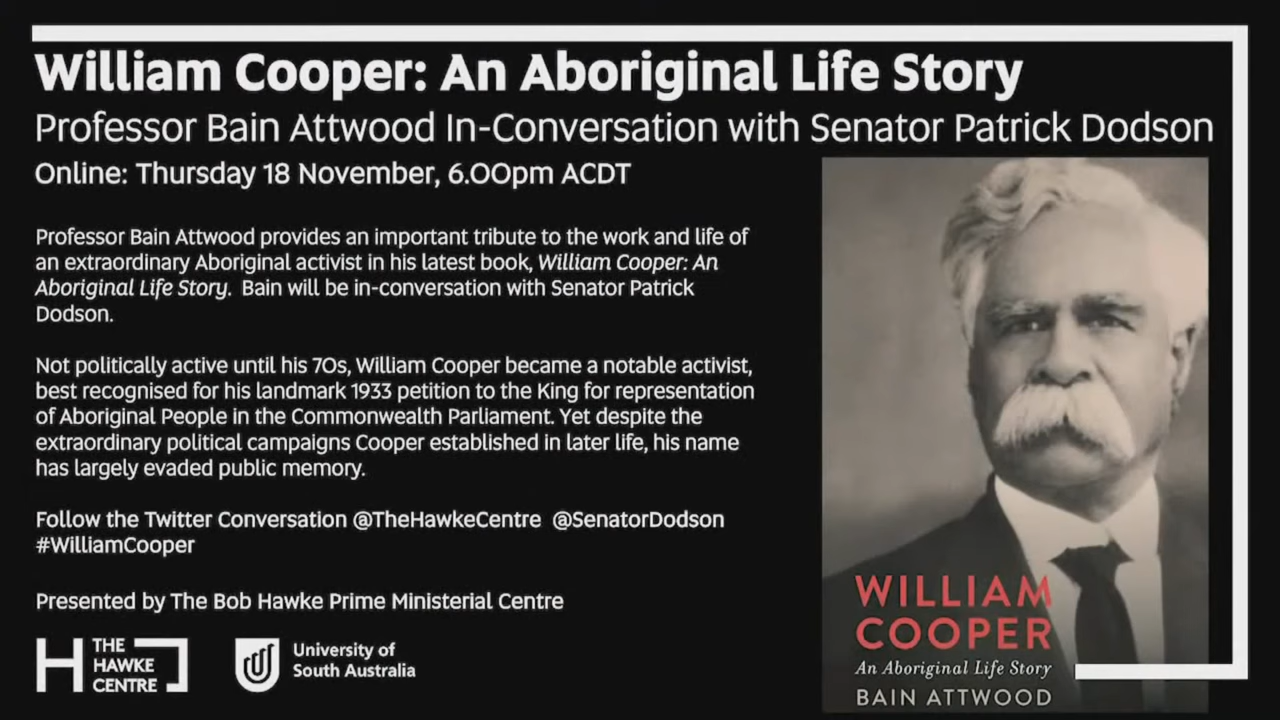 William Cooper: An Aboriginal Life Story
Professor Bain Attwood In-Conversation with Senator Patrick Dodson
Online: Thursday 18 November, 6.00pm ACDT
Professor Bain Attwood provides an important tribute to the work and life of
an extraordinary Aboriginal activist in his latest book, William Cooper: An
Aboriginal Life Story. Bain will be in-conversation with Senator Patrick
Dodson.
Not politically active until his 70s, William Cooper became a notable activist,
best recognised for his landmark 1933 petition to the King for representation
of Aboriginal People in the Commonwealth Parliament. Yet despite the
extraordinary political campaigns Cooper established in later life, his name
has largely evaded public memory.
Follow the Twitter Conversation @TheHawkeCentre @SenatorDodson
#WilliamCooper
Presented by The Bob Hawke Prime Ministerial Centre
H THE
HAWKE
CENTRE
University of
South Australia
WILLIAM
COOPER
An Aboriginal Life Story
BAIN ATTWOOD